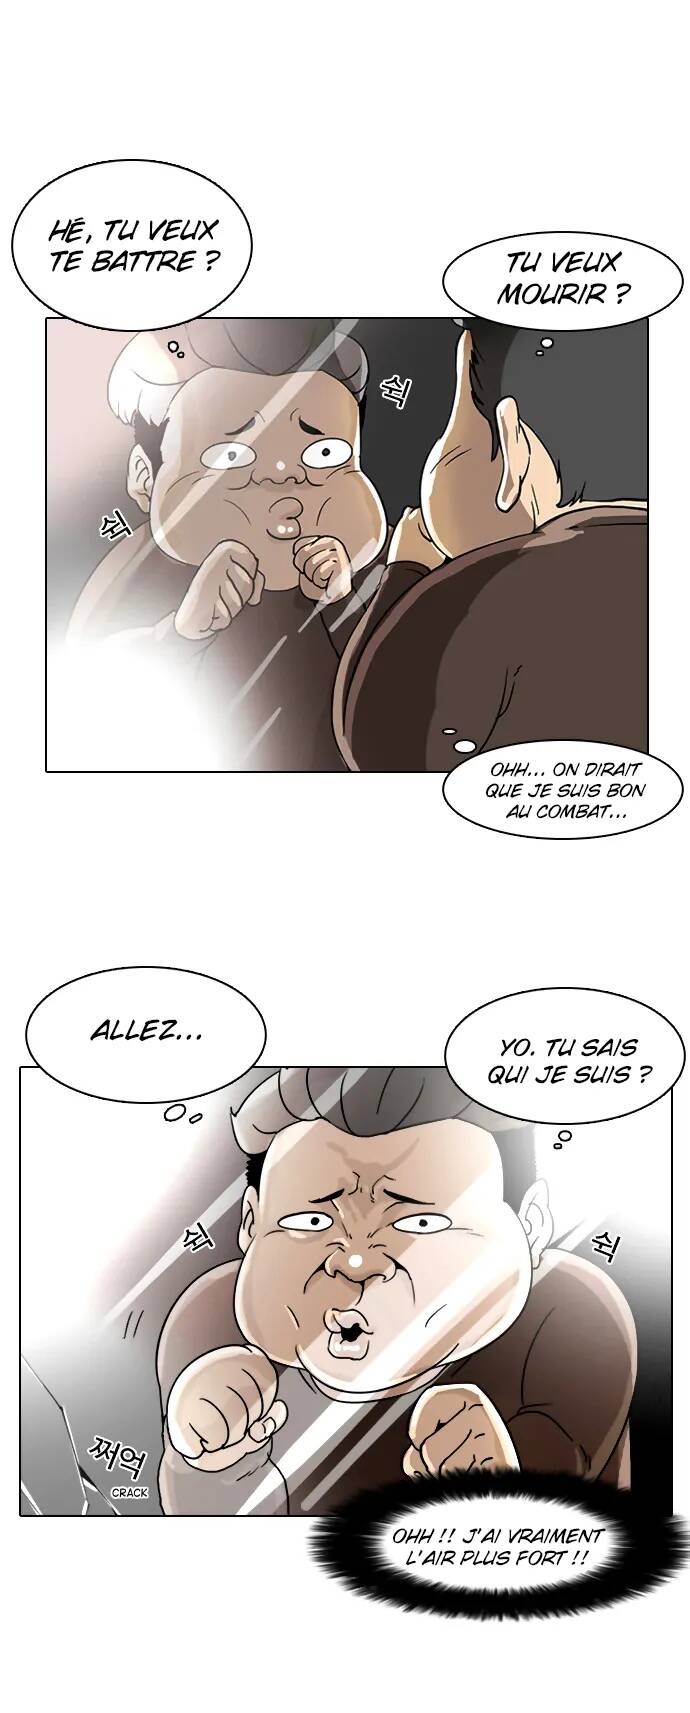 HÉ, TU VEUX
TE BATTRE ?
TU VEUX
MOURIR ?
쉭
쉭
OHH... ON DIRAIT
QUE JE SUIS BON
AU COMBAT...
ALLEZ...
YO. TU SAIS
QUI JE SUIS ?
쉭
쉭
쩌억
CRACK
OHH !! J'AI VRAIMENT
L'AIR PLUS FORT !!